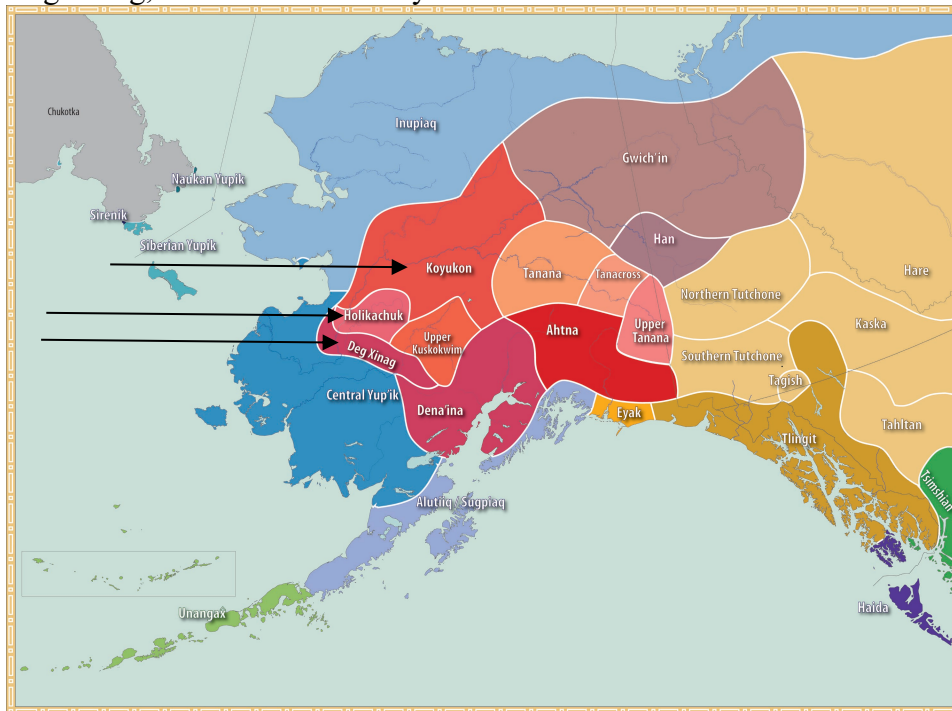 Chukotka
Inupiaq
Gwich'in
Naukan Yupik
Sirenik
Siberian Yupik
Han
Koyukon
Tanana
Tanacross
Hare
Northern Tutchone
Holikachuk
Kaska
Upper
Tanana
Ahtna
Upper
Kuskokwim
Deg Xinag
Southern Tutchone
Tagish
Central Yup'ik
Dena'ina
Eyak
Tahltan
Tlingit
Tsimshian
Alutiiq / Sugpiaq
Unangax̂
Haida